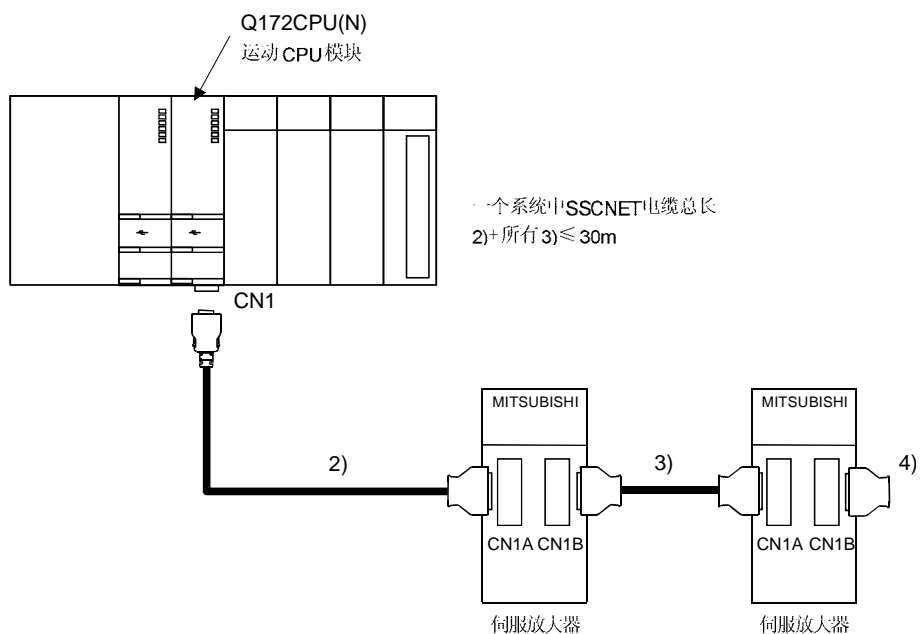 Q172CPU(N)
运动CPU模块
一个系统中SSCNET电缆总长
2)+所有3)≤30m
CN1
MITSUBISHI
MITSUBISHI
2)
3)
4)
CN1A CN1B
CN1A CN1B
伺服放大器
伺服放大器